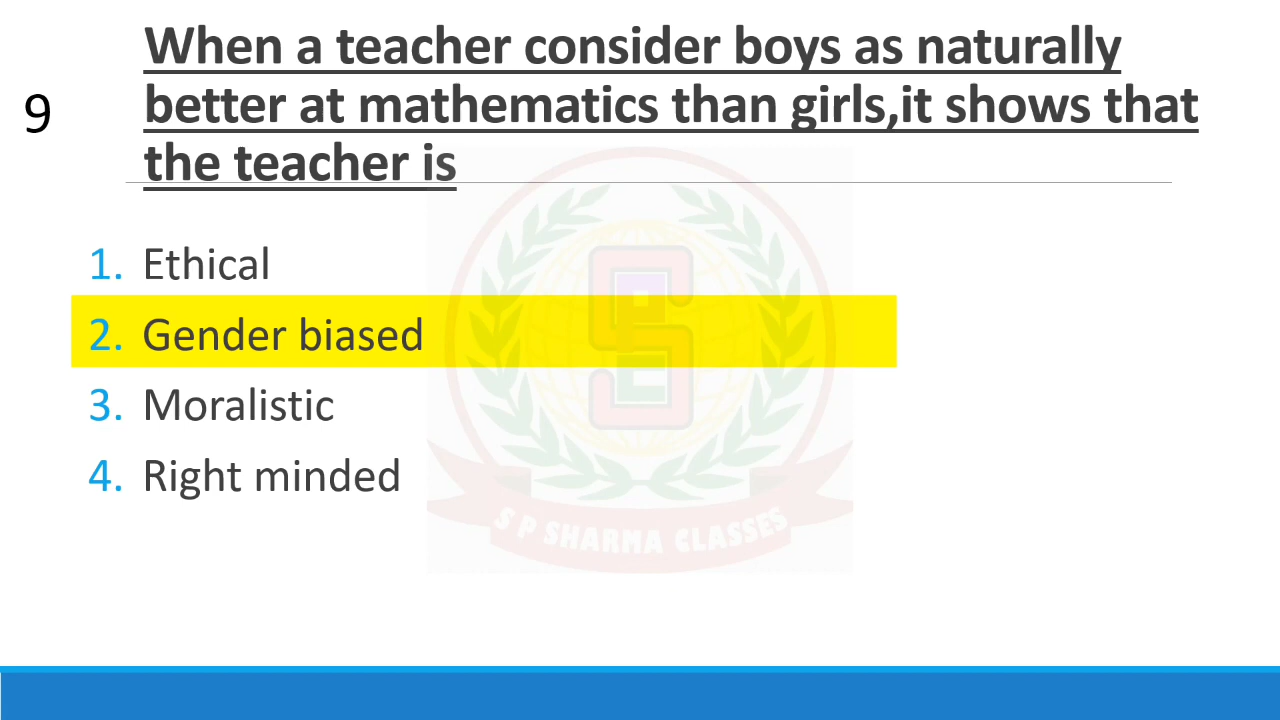 When a teacher consider boys as naturally
9
better at mathematics than girls,it shows that
the teacher is
1. Ethical
2. Gender biased
3. Moralistic
4. Right minded
S P SHARMA CLASSES